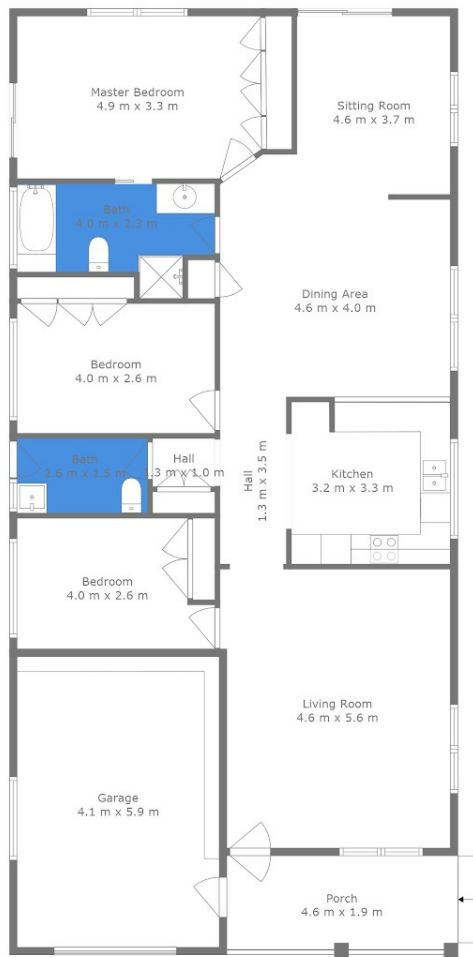 Master Bedroom
4.9 m x 3.3 m
Sitting Room
4.6 m x 3.7 m
Bath
4.0 m x 2.3 m
Dining Area
4.6 m x 4.0 m
Bedroom
4.0 m x 2.6 m
Bath
2.6 m x 1.5 m
Hall
1.3 m x 1.0 m
Hall
1.3 m x 3.5 m
Kitchen
3.2 m x 3.3 m
Bedroom
4.0 m x 2.6 m
Living Room
4.6 m x 5.6 m
Garage
4.1 m x 5.9 m
Porch
4.6 m x 1.9 m